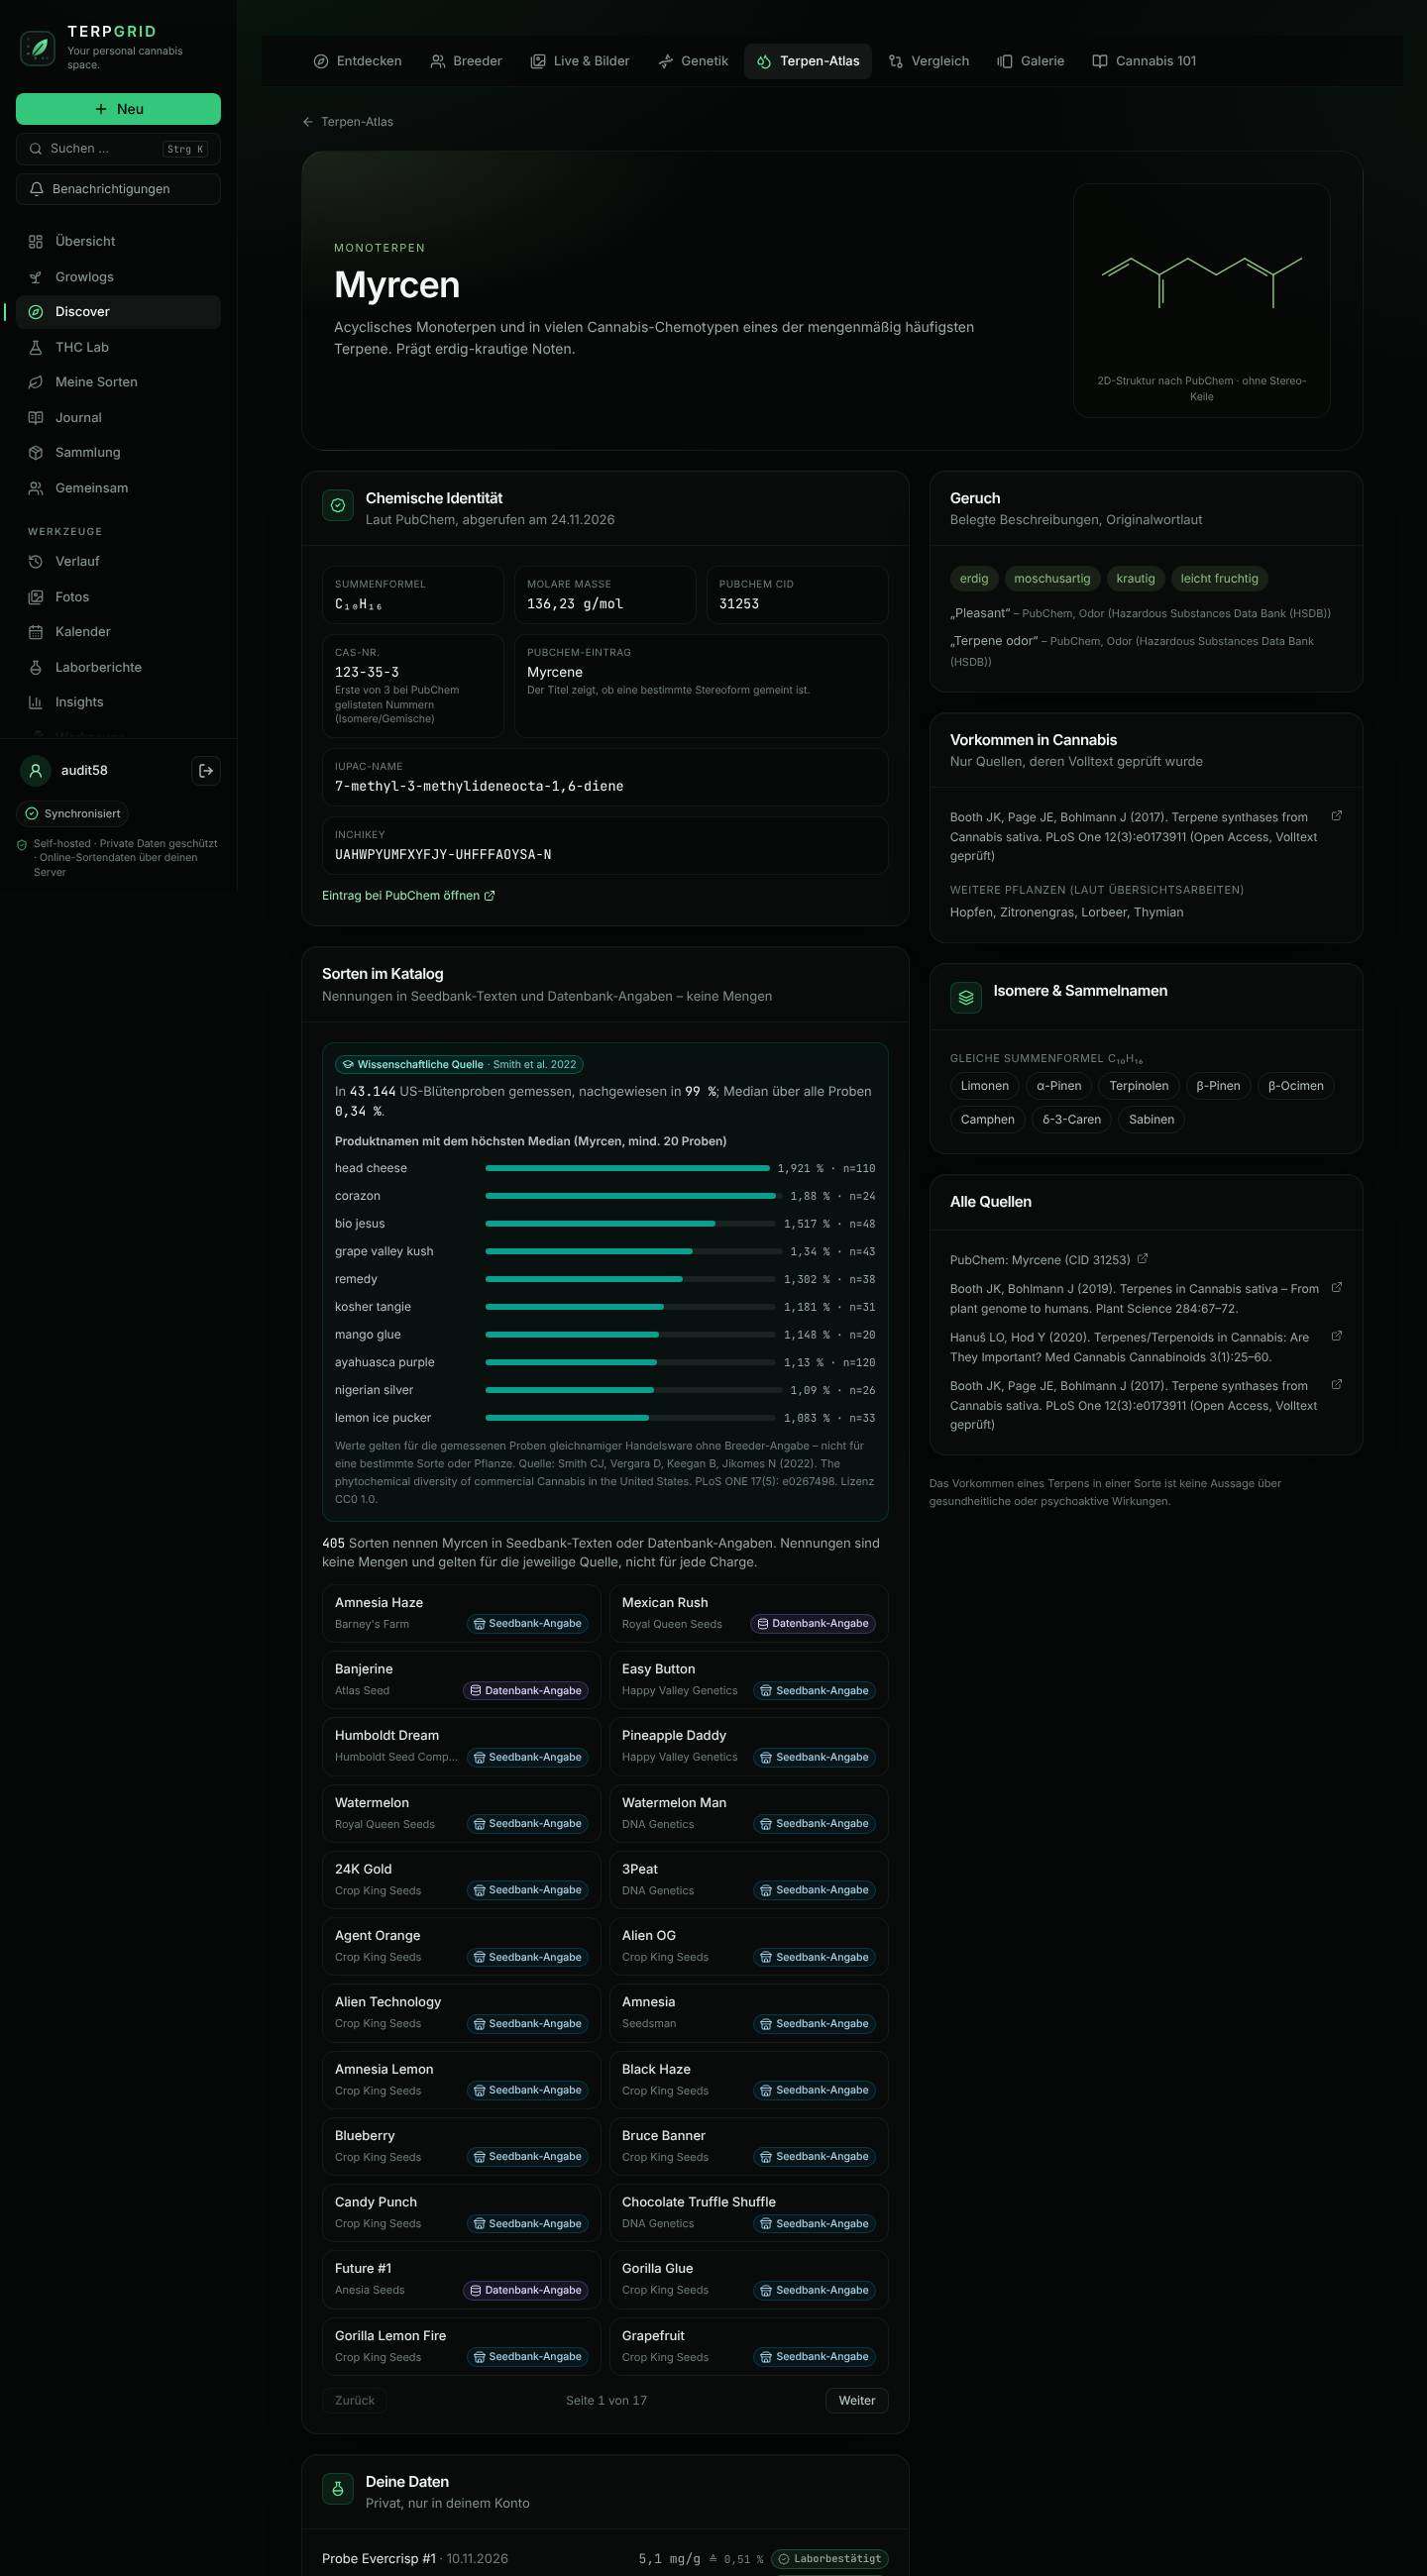 TERPGRID
Your personal cannabis
space.
Neu
Suchen ...
Strg K
Benachrichtigungen
Übersicht
Growlogs
Discover
THC Lab
Meine Sorten
Journal
Sammlung
Gemeinsam
WERKZEUGE
Verlauf
Fotos
Kalender
Laborberichte
Insights
audit58
Synchronisiert
Self-hosted · Private Daten geschützt
· Online-Sortendaten über deinen
Server
Entdecken
Breeder
Live & Bilder
Genetik
Terpen-Atlas
Vergleich
Galerie
Cannabis 101
Terpen-Atlas
MONOTERPEN
Myrcen
Acyclisches Monoterpen und in vielen Cannabis-Chemotypen eines der mengenmäßig häufigsten
Terpene. Prägt erdig-krautige Noten.
2D-Struktur nach PubChem · ohne Stereo-
Keile
Chemische Identität
Laut PubChem, abgerufen am 24.11.2026
SUMMENFORMEL
C₁₀H₁₆
MOLARE MASSE
136,23 g/mol
PUBCHEM CID
31253
CAS-NR.
123-35-3
Erste von 3 bei PubChem
gelisteten Nummern
(Isomere/Gemische)
PUBCHEM-EINTRAG
Myrcene
Der Titel zeigt, ob eine bestimmte Stereoform gemeint ist.
IUPAC-NAME
7-methyl-3-methylideneocta-1,6-diene
INCHIKEY
UAHWPYUMFXYFJY-UHFFFAOYSA-N
Eintrag bei PubChem öffnen
Sorten im Katalog
Nennungen in Seedbank-Texten und Datenbank-Angaben – keine Mengen
Wissenschaftliche Quelle · Smith et al. 2022
In 43.144 US-Blütenproben gemessen, nachgewiesen in 99 %; Median über alle Proben
0,34 %.
Produktnamen mit dem höchsten Median (Myrcen, mind. 20 Proben)
head cheese 1,921 % · n=110
corazon 1,88 % · n=24
bio jesus 1,517 % · n=48
grape valley kush 1,34 % · n=43
remedy 1,302 % · n=38
kosher tangie 1,181 % · n=31
mango glue 1,148 % · n=20
ayahuasca purple 1,13 % · n=120
nigerian silver 1,09 % · n=26
lemon ice pucker 1,083 % · n=33
Werte gelten für die gemessenen Proben gleichnamiger Handelsware ohne Breeder-Angabe – nicht für
eine bestimmte Sorte oder Pflanze. Quelle: Smith CJ, Vergara D, Keegan B, Jikomes N (2022). The
phytochemical diversity of commercial Cannabis in the United States. PLoS ONE 17(5): e0267498. Lizenz
CC0 1.0.
405 Sorten nennen Myrcen in Seedbank-Texten oder Datenbank-Angaben. Nennungen sind
keine Mengen und gelten für die jeweilige Quelle, nicht für jede Charge.
Amnesia Haze
Barney's Farm Seedbank-Angabe
Mexican Rush
Royal Queen Seeds Datenbank-Angabe
Banjerine
Atlas Seed Datenbank-Angabe
Easy Button
Happy Valley Genetics Seedbank-Angabe
Humboldt Dream
Humboldt Seed Comp... Seedbank-Angabe
Pineapple Daddy
Happy Valley Genetics Seedbank-Angabe
Watermelon
Royal Queen Seeds Seedbank-Angabe
Watermelon Man
DNA Genetics Seedbank-Angabe
24K Gold
Crop King Seeds Seedbank-Angabe
3Peat
DNA Genetics Seedbank-Angabe
Agent Orange
Crop King Seeds Seedbank-Angabe
Alien OG
Crop King Seeds Seedbank-Angabe
Alien Technology
Crop King Seeds Seedbank-Angabe
Amnesia
Seedsman Seedbank-Angabe
Amnesia Lemon
Crop King Seeds Seedbank-Angabe
Black Haze
Crop King Seeds Seedbank-Angabe
Blueberry
Crop King Seeds Seedbank-Angabe
Bruce Banner
Crop King Seeds Seedbank-Angabe
Candy Punch
Crop King Seeds Seedbank-Angabe
Chocolate Truffle Shuffle
DNA Genetics Seedbank-Angabe
Future #1
Anesia Seeds Datenbank-Angabe
Gorilla Glue
Crop King Seeds Seedbank-Angabe
Gorilla Lemon Fire
Crop King Seeds Seedbank-Angabe
Grapefruit
Crop King Seeds Seedbank-Angabe
Zurück
Seite 1 von 17
Weiter
Deine Daten
Privat, nur in deinem Konto
Probe Evercrisp #1 · 10.11.2026 5,1 mg/g ≙ 0,51 % Laborbestätigt
Geruch
Belegte Beschreibungen, Originalwortlaut
erdig
moschusartig
krautig
leicht fruchtig
„Pleasant“ – PubChem, Odor (Hazardous Substances Data Bank (HSDB))
„Terpene odor“ – PubChem, Odor (Hazardous Substances Data Bank
(HSDB))
Vorkommen in Cannabis
Nur Quellen, deren Volltext geprüft wurde
Booth JK, Page JE, Bohlmann J (2017). Terpene synthases from
Cannabis sativa. PLoS One 12(3):e0173911 (Open Access, Volltext
geprüft)
WEITERE PFLANZEN (LAUT ÜBERSICHTSARBEITEN)
Hopfen, Zitronengras, Lorbeer, Thymian
Isomere & Sammelnamen
GLEICHE SUMMENFORMEL C₁₀H₁₆
Limonen
α-Pinen
Terpinolen
β-Pinen
β-Ocimen
Camphen
δ-3-Caren
Sabinen
Alle Quellen
PubChem: Myrcene (CID 31253)
Booth JK, Bohlmann J (2019). Terpenes in Cannabis sativa – From
plant genome to humans. Plant Science 284:67–72.
Hanuš LO, Hod Y (2020). Terpenes/Terpenoids in Cannabis: Are
They Important? Med Cannabis Cannabinoids 3(1):25–60.
Booth JK, Page JE, Bohlmann J (2017). Terpene synthases from
Cannabis sativa. PLoS One 12(3):e0173911 (Open Access, Volltext
geprüft)
Das Vorkommen eines Terpens in einer Sorte ist keine Aussage über
gesundheitliche oder psychoaktive Wirkungen.